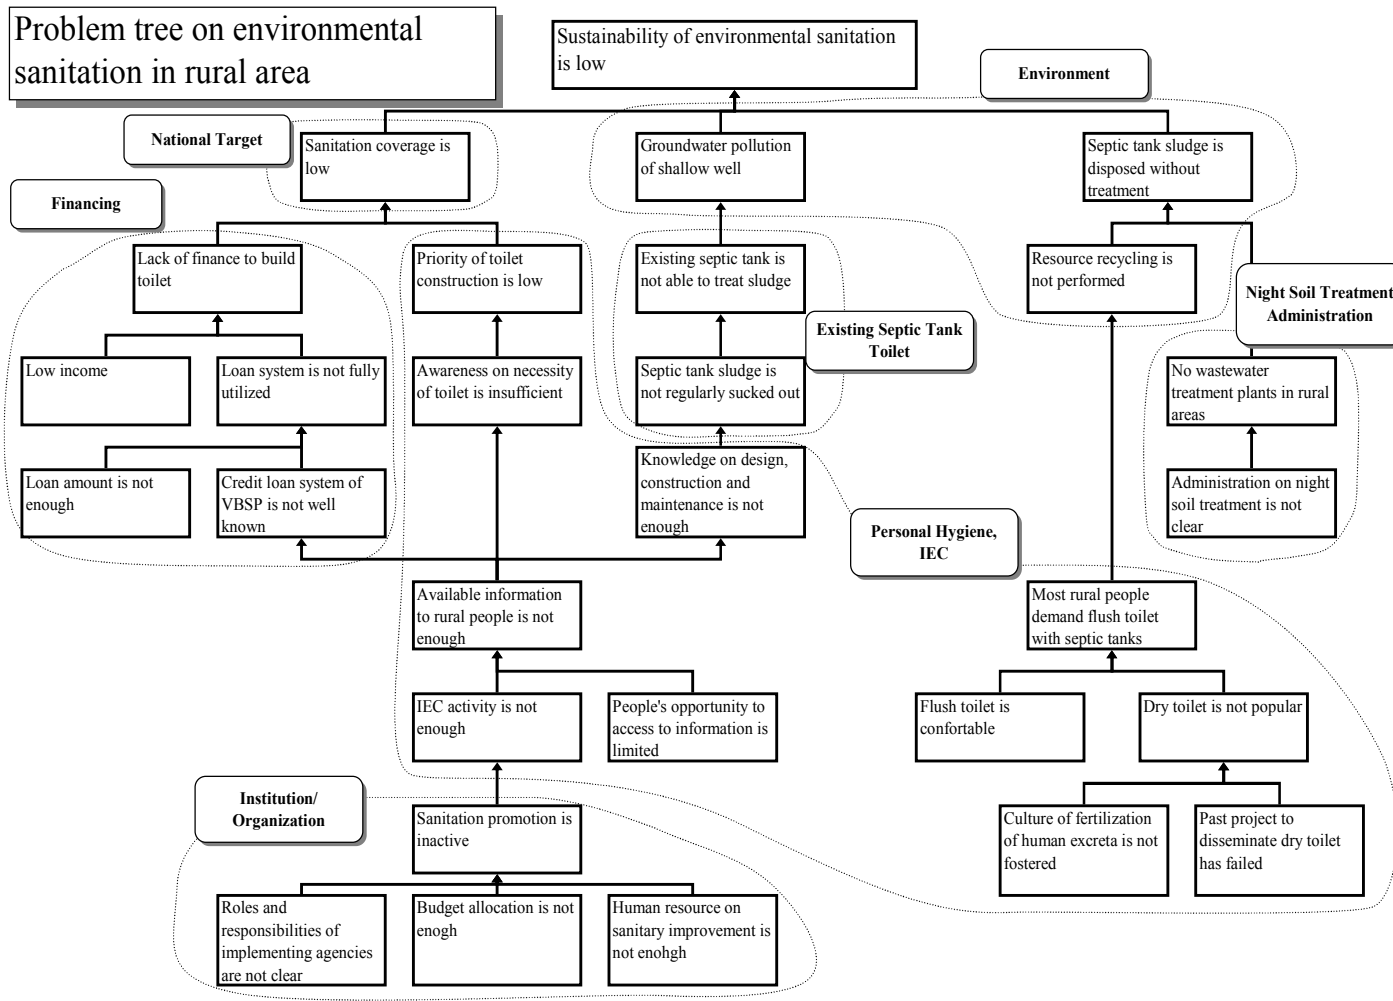 Problem tree on environmental
sanitation in rural area
Sustainability of environmental sanitation
is low
Environment
National Target
Sanitation coverage is
low
Groundwater pollution
of shallow well
Septic tank sludge is
disposed without
treatment
Financing
Lack of finance to build
toilet
Priority of toilet
construction is low
Existing septic tank is
not able to treat sludge
Resource recycling is
not performed
Night Soil Treatment
Administration
Existing Septic Tank
Toilet
Low income
Loan system is not fully
utilized
Awareness on necessity
of toilet is insufficient
Septic tank sludge is
not regularly sucked out
No wastewater
treatment plants in rural
areas
Loan amount is not
enough
Credit loan system of
VBSP is not well
known
Knowledge on design,
construction and
maintenance is not
enough
Administration on night
soil treatment is not
clear
Personal Hygiene,
IEC
Available information
to rural people is not
enough
Most rural people
demand flush toilet
with septic tanks
IEC activity is not
enough
People's opportunity to
access to information is
limited
Flush toilet is
confortable
Dry toilet is not popular
Institution/
Organization
Sanitation promotion is
inactive
Culture of fertilization
of human excreta is not
fostered
Past project to
disseminate dry toilet
has failed
Roles and
responsibilities of
implementing agencies
are not clear
Budget allocation is not
enogh
Human resource on
sanitary improvement is
not enohgh